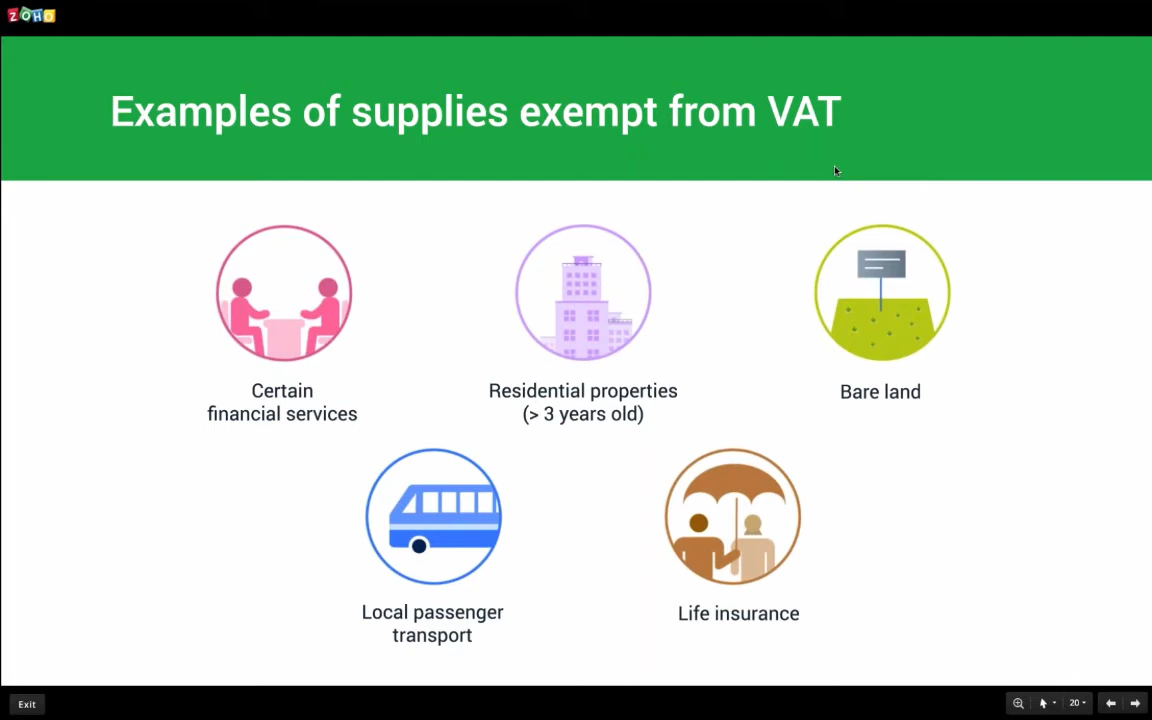 ZOHO
Examples of supplies exempt from VAT
Certain
financial services
Residential properties
(> 3 years old)
Bare land
Local passenger
transport
Life insurance
Exit
20